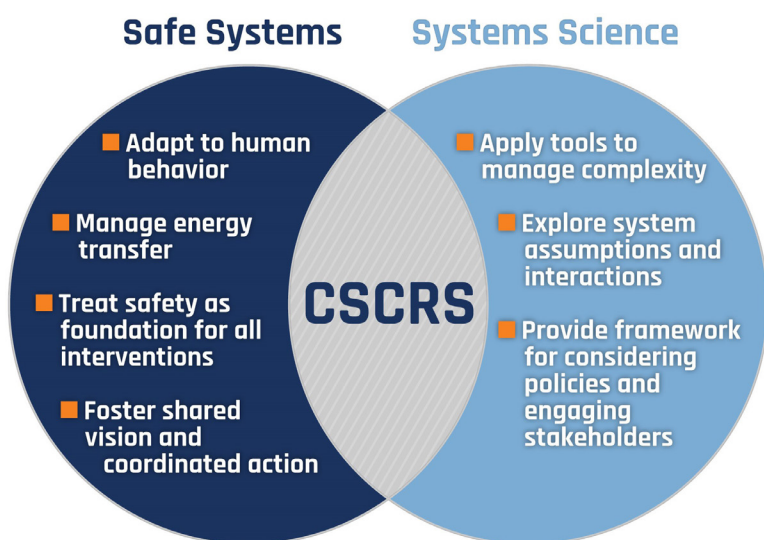 Safe Systems
Systems Science
Adapt to human
behavior
Manage energy
transfer
Treat safety as
foundation for all
interventions
Foster shared
vision and
coordinated action
CSCRS
Apply tools to
manage complexity
Explore system
assumptions and
interactions
Provide framework
for considering
policies and
engaging
stakeholders